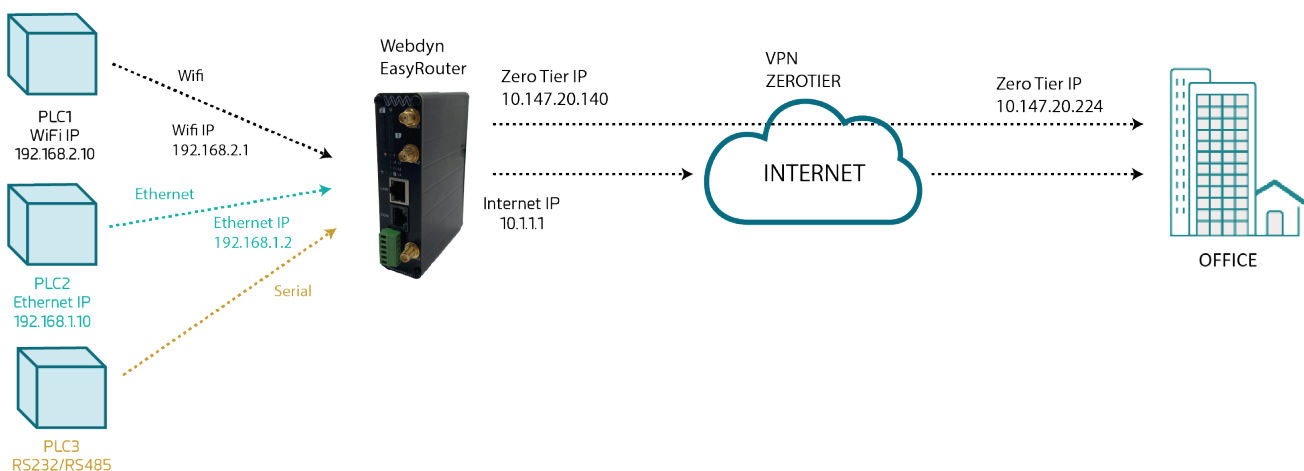 Wifi
PLC1
WiFi IP
192.168.2.10
Wifi IP
192.168.2.1
Ethernet
Ethernet IP
192.168.1.2
PLC2
Ethernet IP
192.168.1.10
Serial
PLC3
RS232/RS485
Webdyn
EasyRouter
Zero Tier IP
10.147.20.140
Internet IP
10.1.1.1
VPN
ZEROTIER
INTERNET
Zero Tier IP
10.147.20.224
OFFICE